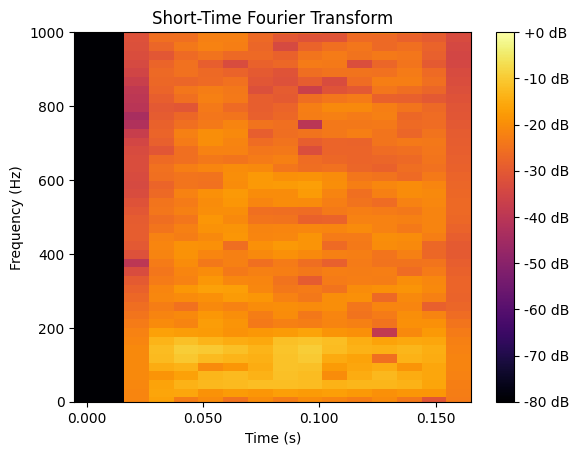 Short-Time Fourier Transform
1000
800
600
400
200
0
Frequency (Hz)
0.000
0.050
0.100
0.150
Time (s)
+0 dB
-10 dB
-20 dB
-30 dB
-40 dB
-50 dB
-60 dB
-70 dB
-80 dB